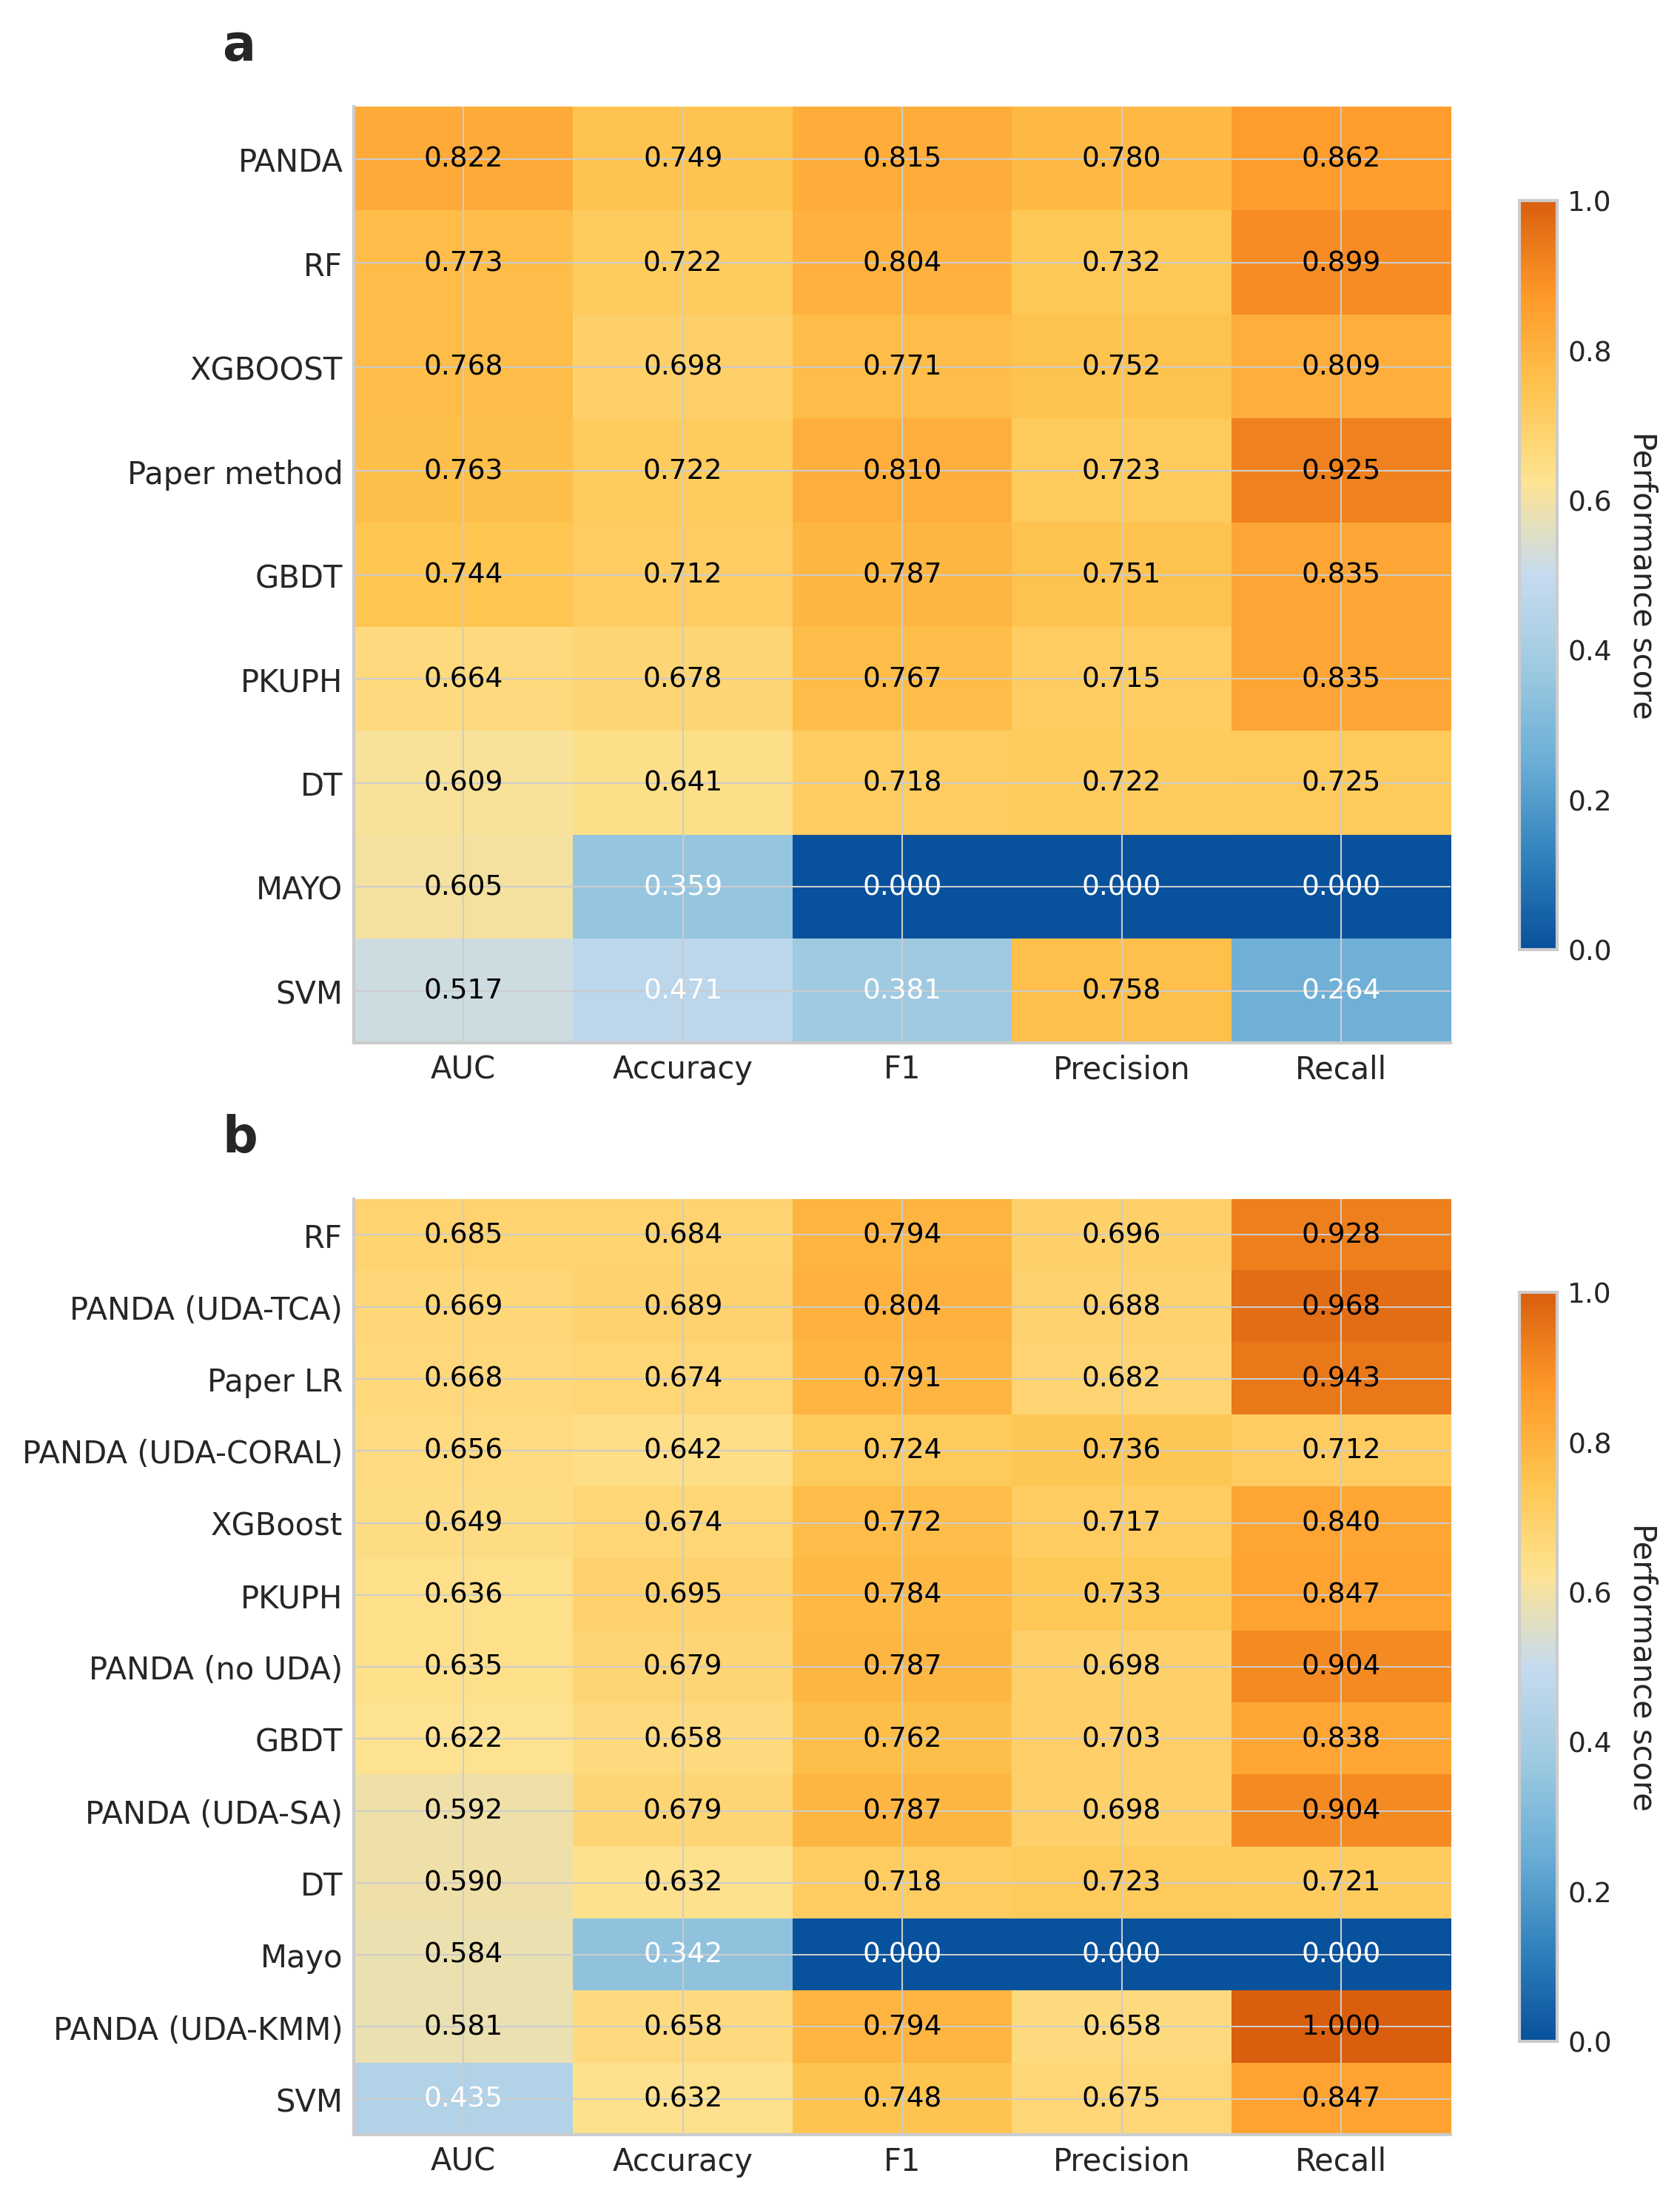 a
PANDA 0.822 0.749 0.815 0.780 0.862
RF 0.773 0.722 0.804 0.732 0.899
XGBOOST 0.768 0.698 0.771 0.752 0.809
Paper method 0.763 0.722 0.810 0.723 0.925
GBDT 0.744 0.712 0.787 0.751 0.835
PKUPH 0.664 0.678 0.767 0.715 0.835
DT 0.609 0.641 0.718 0.722 0.725
MAYO 0.605 0.359 0.000 0.000 0.000
SVM 0.517 0.471 0.381 0.758 0.264
AUC Accuracy F1 Precision Recall
1.0
0.8
0.6
0.4
0.2
0.0
Performance score
b
RF 0.685 0.684 0.794 0.696 0.928
PANDA (UDA-TCA) 0.669 0.689 0.804 0.688 0.968
Paper LR 0.668 0.674 0.791 0.682 0.943
PANDA (UDA-CORAL) 0.656 0.642 0.724 0.736 0.712
XGBoost 0.649 0.674 0.772 0.717 0.840
PKUPH 0.636 0.695 0.784 0.733 0.847
PANDA (no UDA) 0.635 0.679 0.787 0.698 0.904
GBDT 0.622 0.658 0.762 0.703 0.838
PANDA (UDA-SA) 0.592 0.679 0.787 0.698 0.904
DT 0.590 0.632 0.718 0.723 0.721
Mayo 0.584 0.342 0.000 0.000 0.000
PANDA (UDA-KMM) 0.581 0.658 0.794 0.658 1.000
SVM 0.435 0.632 0.748 0.675 0.847
AUC Accuracy F1 Precision Recall
1.0
0.8
0.6
0.4
0.2
0.0
Performance score